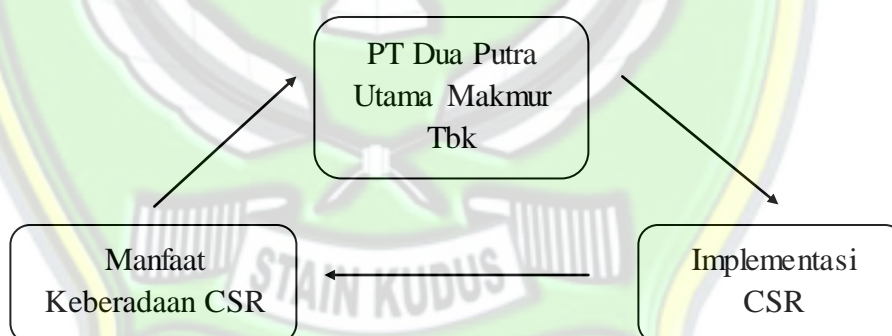 PT Dua Putra
Utama Makmur
Tbk
Manfaat
Keberadaan CSR
Implementasi
CSR
STAIN KUDUS